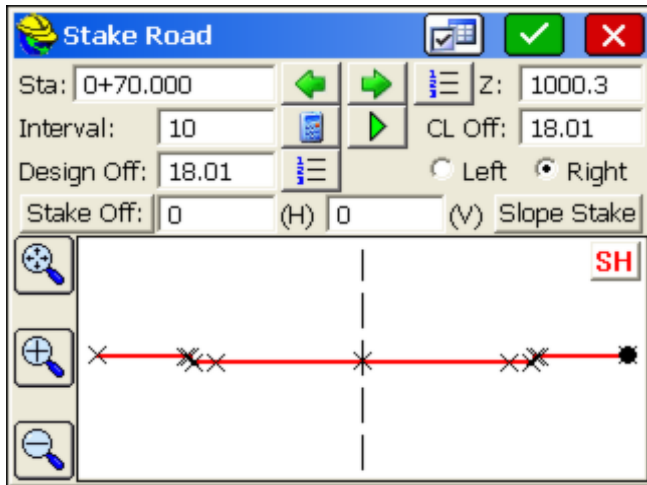 Stake Road
Sta: 0+70.000 Z: 1000.3
Interval: 10 CL Off: 18.01
Design Off: 18.01 Left Right
Stake Off: 0 (H) 0 (V) Slope Stake
SH